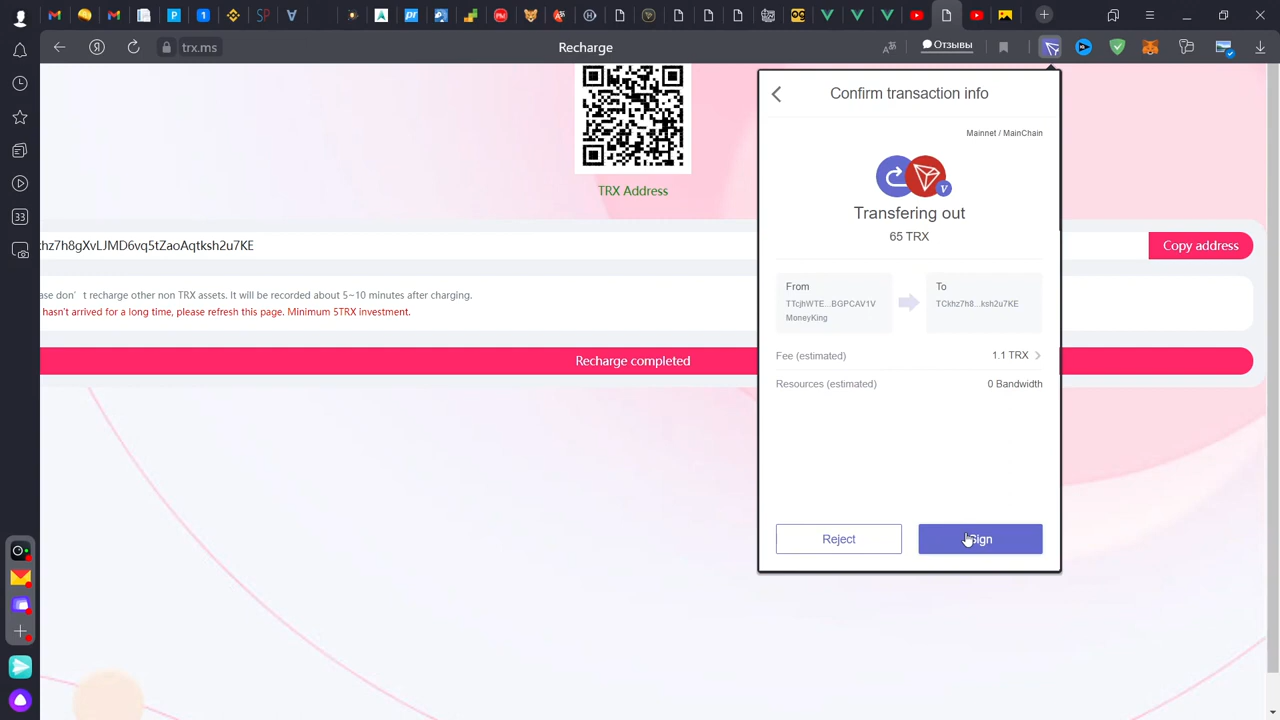 trx.ms
Recharge
Отзывы
TRX Address
hz7h8gXvLJMD6vq5tZaoAqtksh2u7KE
Copy address
ase don't recharge other non TRX assets. It will be recorded about 5~10 minutes after charging.
hasn't arrived for a long time, please refresh this page. Minimum 5TRX Investment.
Recharge completed
Confirm transaction info
Mainnet / MainChain
Transfering out
65 TRX
From
TTcjhWTE...BGPCAV1V
MoneyKing
To
TCkhz7h8...ksh2u7KE
Fee (estimated)
1.1 TRX
Resources (estimated)
0 Bandwidth
Reject
Sign
33